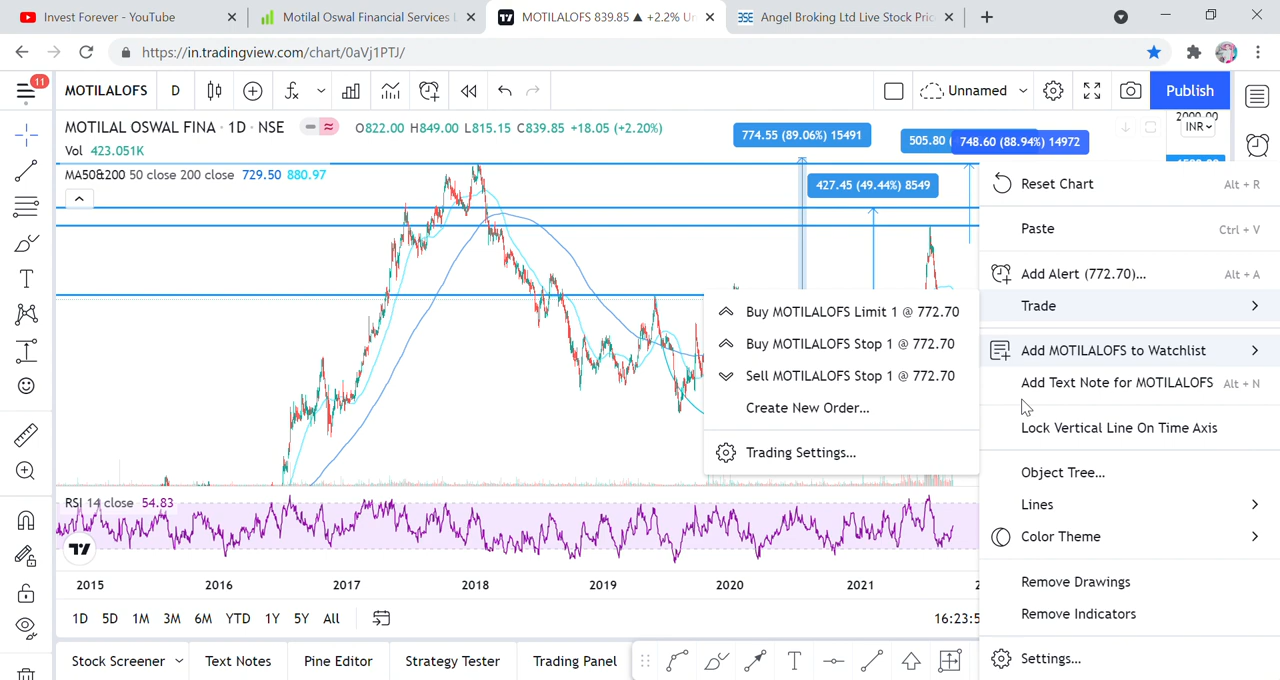 Invest Forever - YouTube
Motilal Oswal Financial Services
MOTILALOFS 839.85 ▲ +2.2%
BSE Angel Broking Ltd Live Stock Pric
https://in.tradingview.com/chart/0aVj1PTJ/
11
MOTILALOFS D
Unnamed
Publish
MOTILAL OSWAL FINA · 1D · NSE
O822.00 H849.00 L815.15 C839.85 +18.05 (+2.20%)
774.55 (89.06%) 15491
505.80 (
748.60 (88.94%) 14972
2000.00
INR
Vol 423.051K
MA50&200 50 close 200 close 729.50 880.97
427.45 (49.44%) 8549
Reset Chart Alt + R
Paste Ctrl + V
Add Alert (772.70)... Alt + A
Trade
Add MOTILALOFS to Watchlist
Add Text Note for MOTILALOFS Alt + N
Lock Vertical Line On Time Axis
Object Tree...
Lines
Color Theme
Remove Drawings
Remove Indicators
Settings...
Buy MOTILALOFS Limit 1 @ 772.70
Buy MOTILALOFS Stop 1 @ 772.70
Sell MOTILALOFS Stop 1 @ 772.70
Create New Order...
Trading Settings...
RSI 14 close 54.83
2015 2016 2017 2018 2019 2020 2021 2
1D 5D 1M 3M 6M YTD 1Y 5Y All
16:23:5
Stock Screener Text Notes Pine Editor Strategy Tester Trading Panel